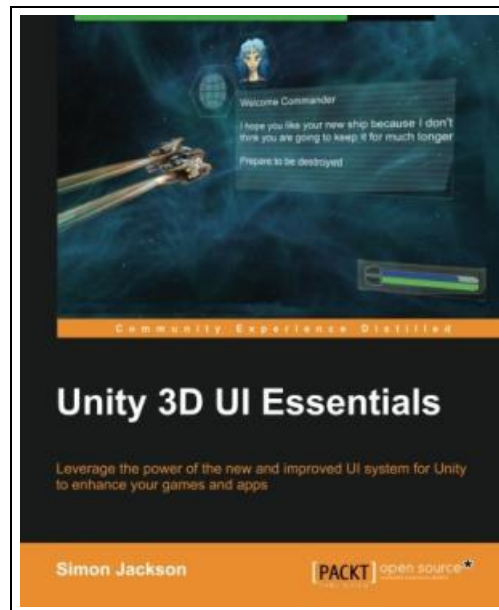 Welcome Commander
I hope you like your new ship because I don't
think you are going to keep it for much longer
Prepare to be destroyed
Community Experience Distilled
Unity 3D UI Essentials
Leverage the power of the new and improved UI system for Unity
to enhance your games and apps
Simon Jackson
[PACKT] open source*